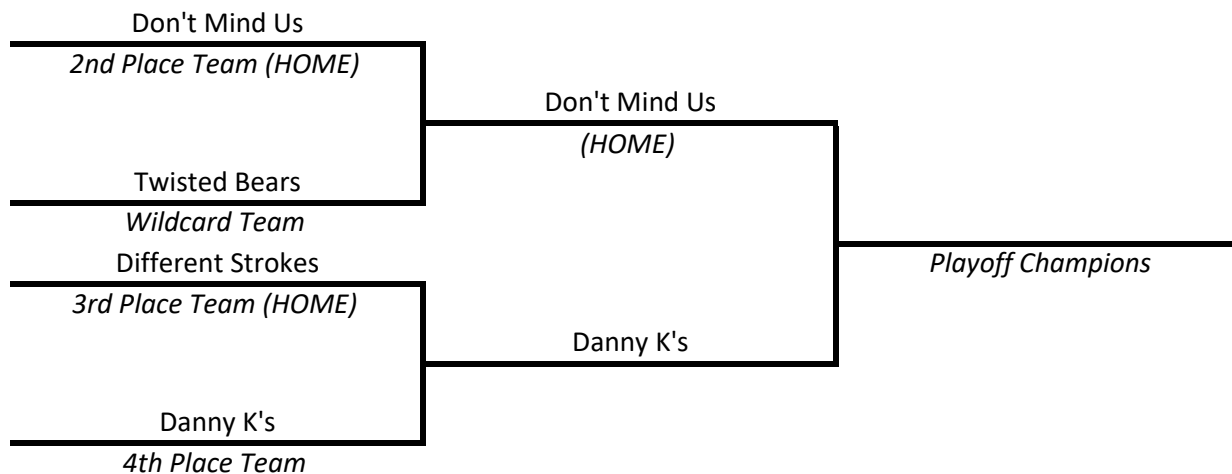 Don't Mind Us
2nd Place Team (HOME)
Don't Mind Us
(HOME)
Twisted Bears
Wildcard Team
Different Strokes
3rd Place Team (HOME)
Playoff Champions
Danny K's
Danny K's
4th Place Team